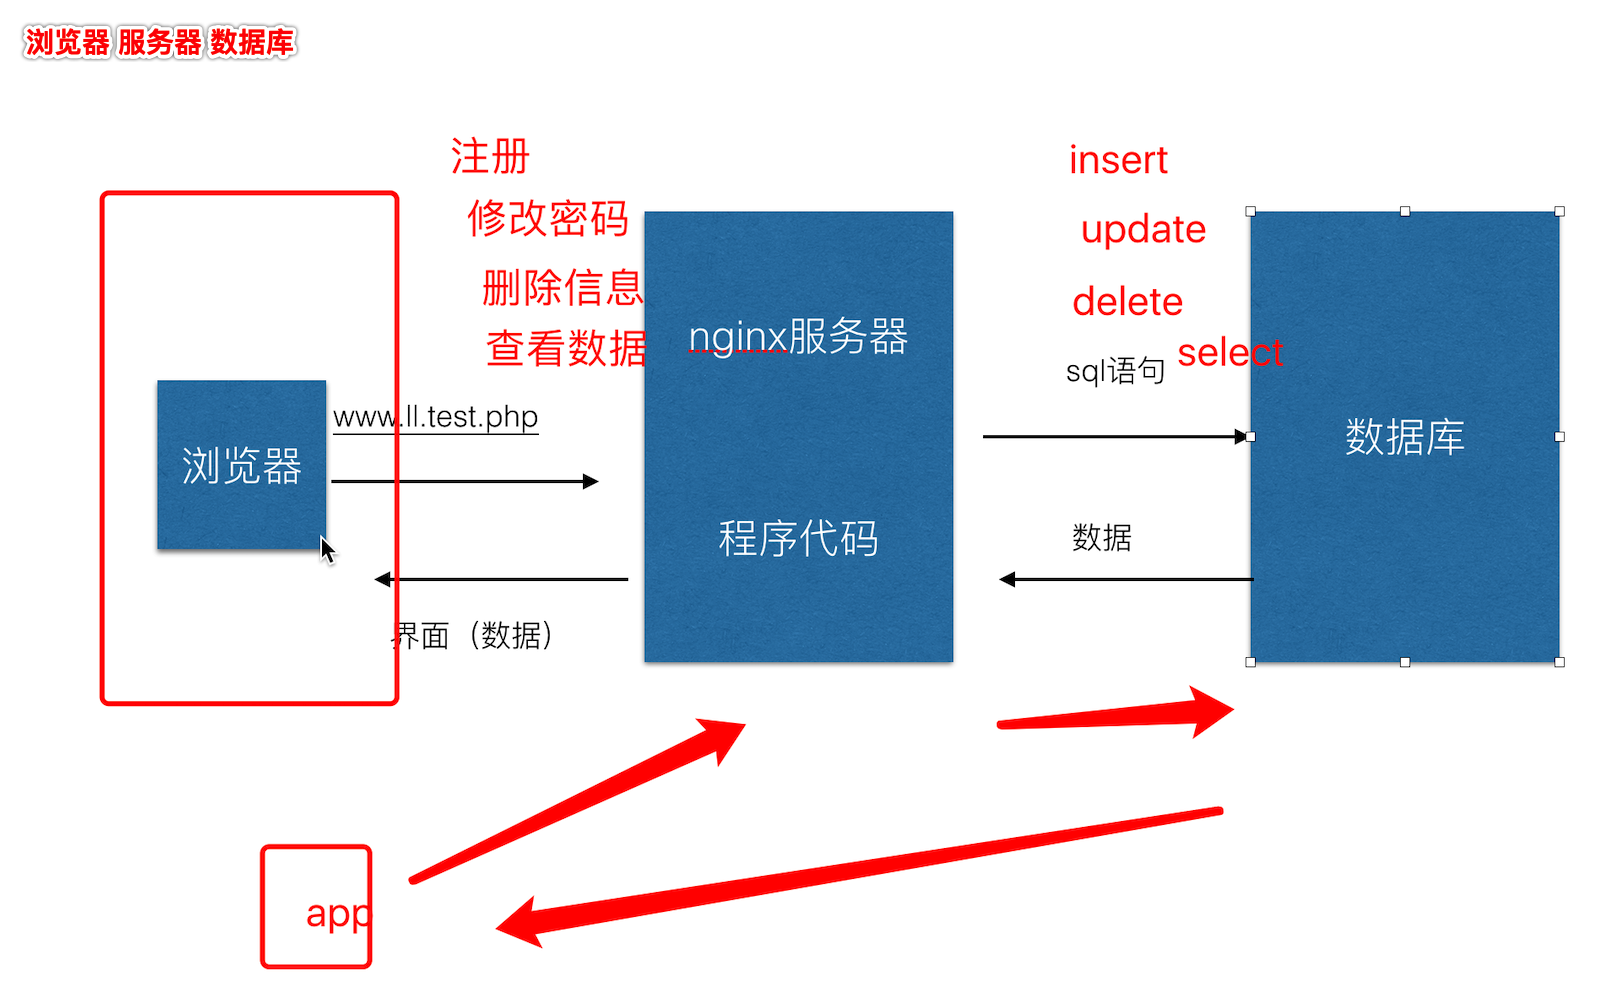 浏览器 服务器 数据库
注册
修改密码
删除信息
查看数据
www.ll.test.php
浏览器
界面（数据）
nginx服务器
程序代码
insert
update
delete
select
sql语句
数据
数据库
app